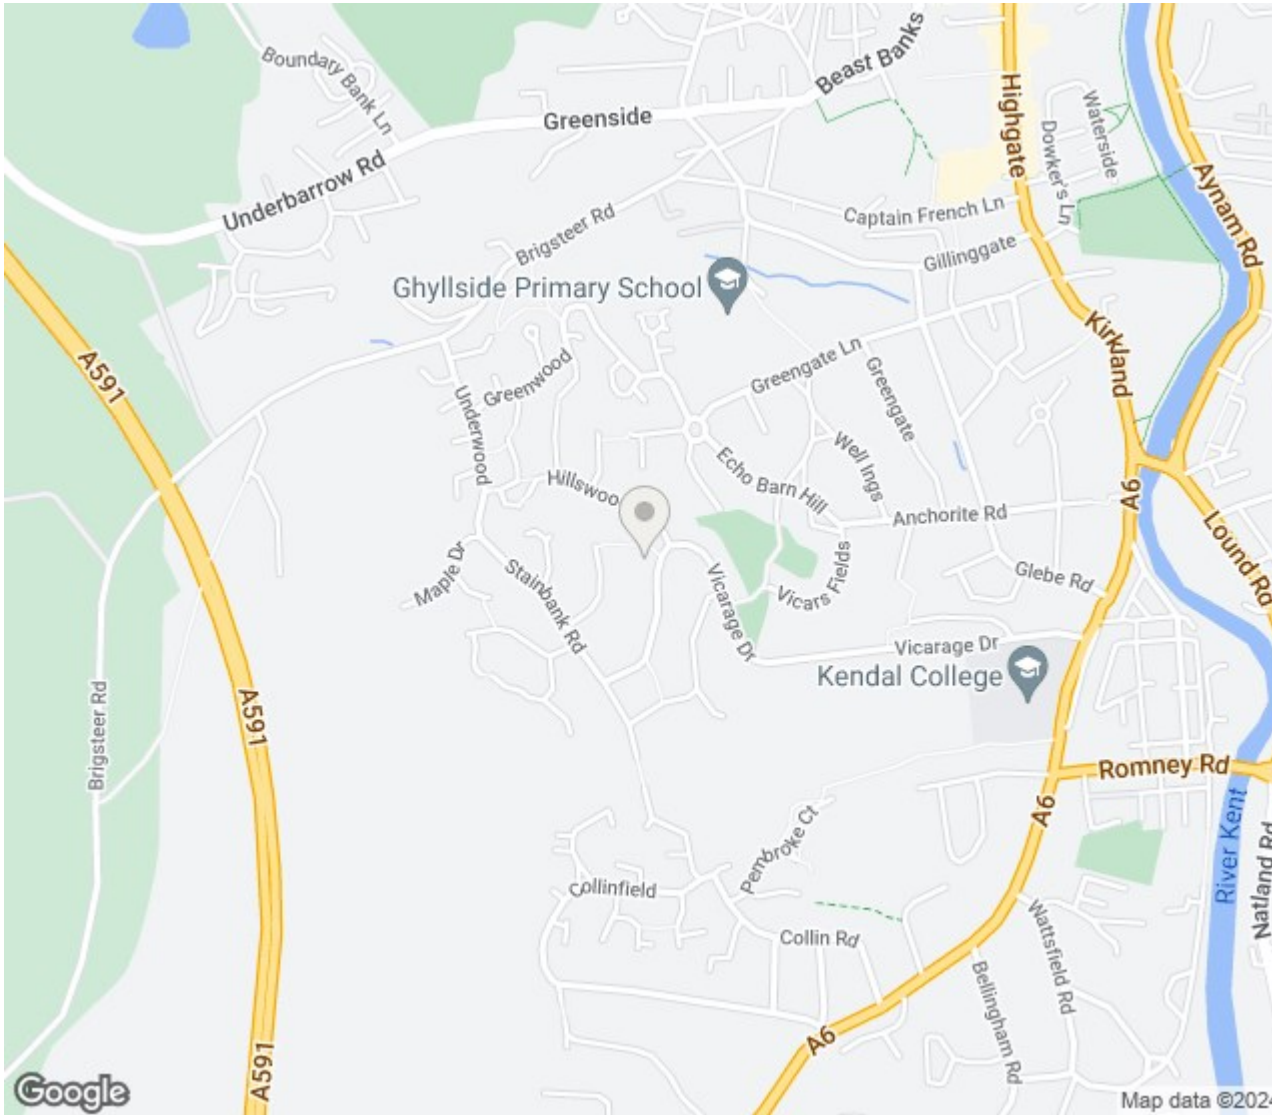 Boundary Bank Ln
Beast Banks
Greenside
Highgate
Waterside
Dowker's Ln
Underbarrow Rd
Aynam Rd
Captain French Ln
Brigsteer Rd
Gillinggate
Ghyllside Primary School
A591
Kirkland
Greengate Ln
Greengate
Greenwood
Underwood
Well Ings
Echo Barn Hill
Hillswoo
A6
Anchorite Rd
Lound Rd
Maple Dr
Stainbank Rd
Vicarage Dr
Vicars Fields
Glebe Rd
Vicarage Dr
Kendal College
A591
Brigsteer Rd
Romney Rd
A6
Pembroke Ct
River Kent
Natland Rd
Collinfield
Wattsfield Rd
Collin Rd
Bellingham Rd
A6
A591
Google
Map data ©2024